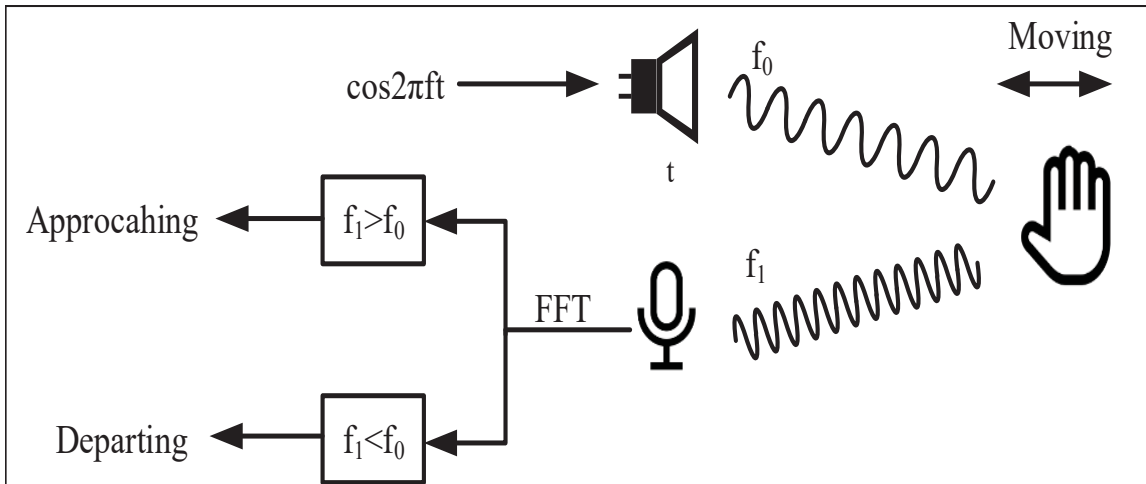 Moving
f₀
cos2πft
t
Approcahing
f₁>f₀
f₁
FFT
Departing
f₁<f₀